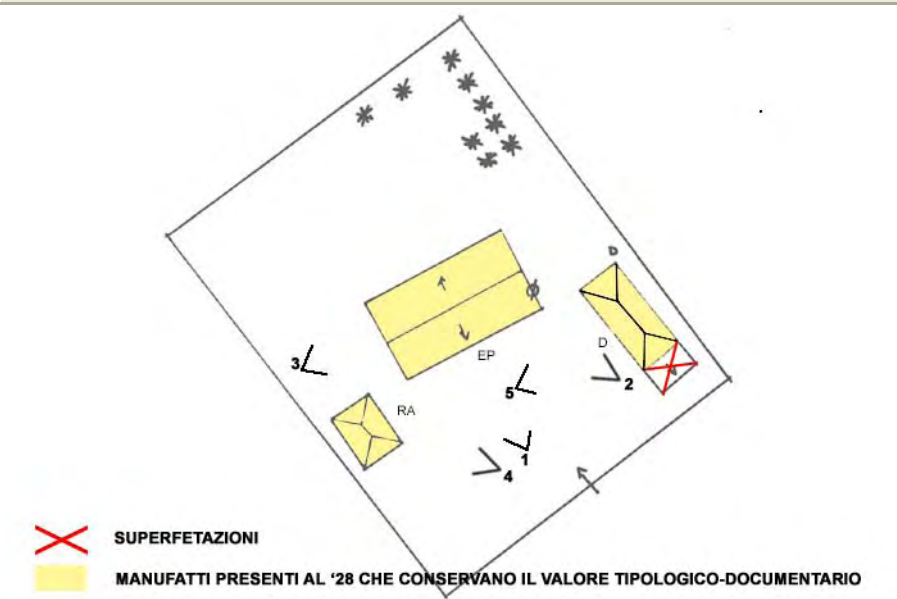 D
D
EP
3
2
5
RA
1
4
SUPERFETAZIONI
MANUFATTI PRESENTI AL ‘28 CHE CONSERVANO IL VALORE TIPOLOGICO-DOCUMENTARIO